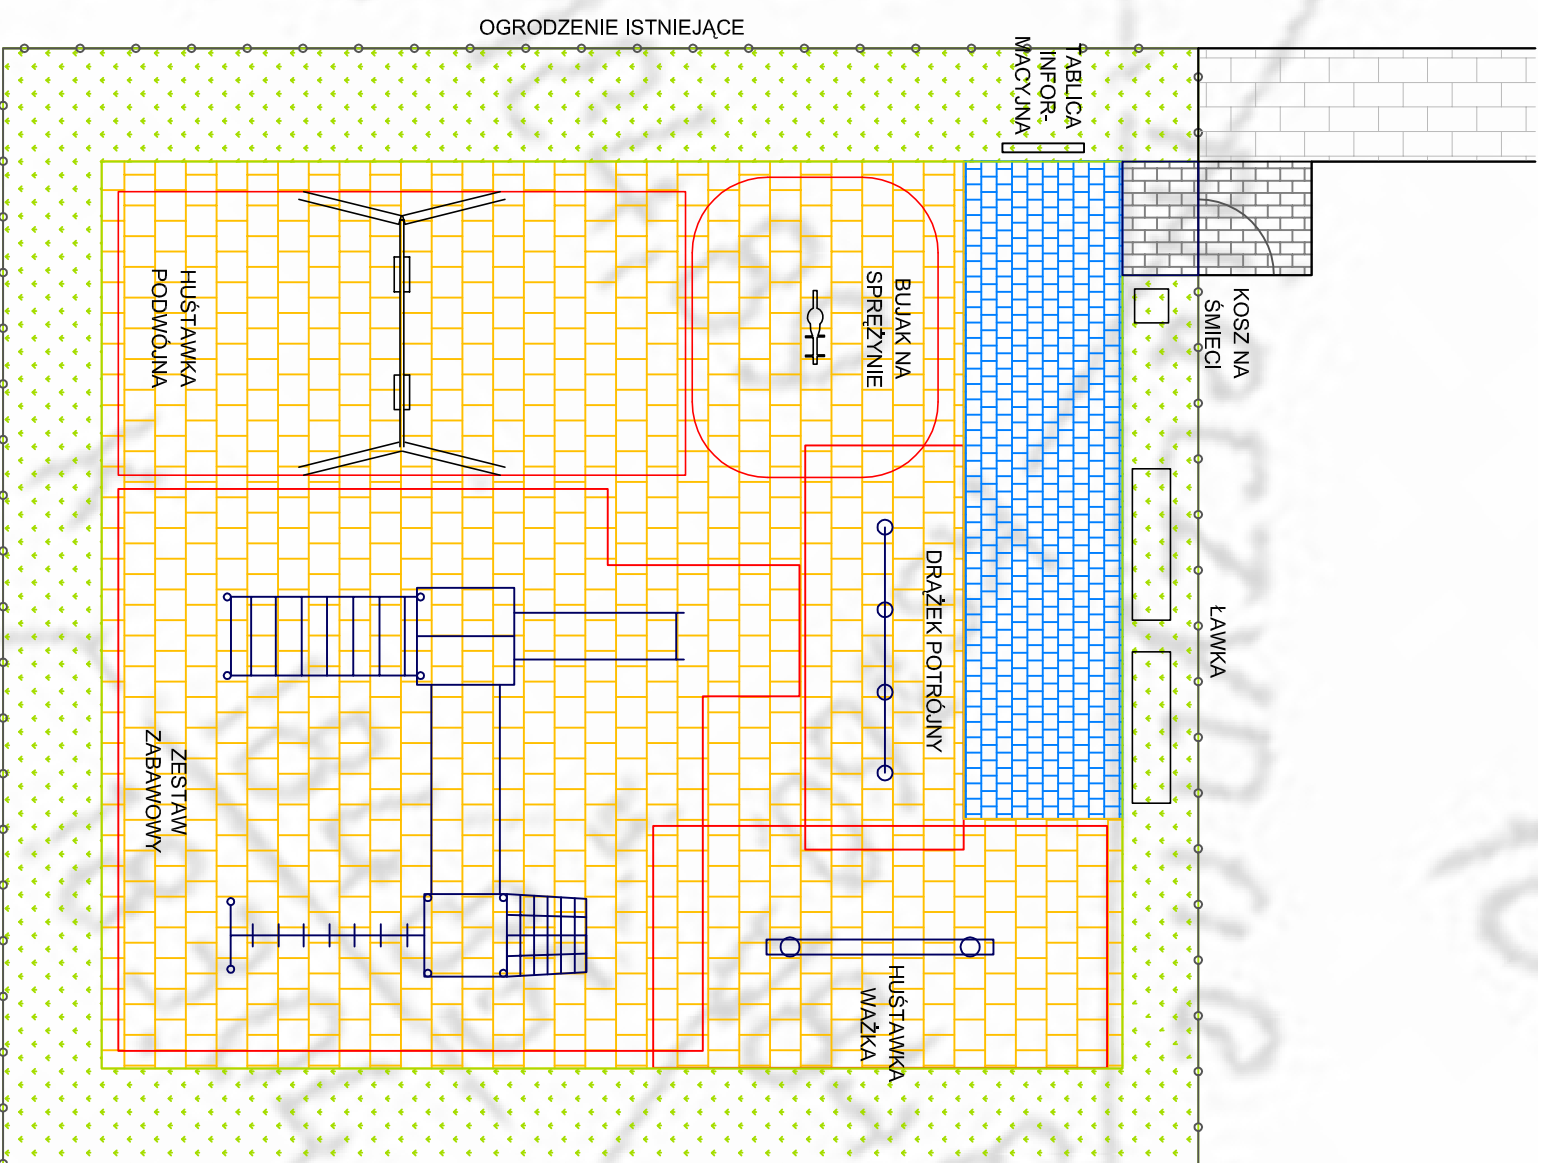 OGRODZENIE ISTNIEJĄCE
TABLICA
INFOR-
MACYJNA
KOSZ NA
ŚMIECI
BUJAK NA
SPRĘŻYNIE
HUŚTAWKA
PODWÓJNA
DRĄŻEK POTRÓJNY
ŁAWKA
ZESTAW
ZABAWOWY
HUŚTAWKA
WAŻKA